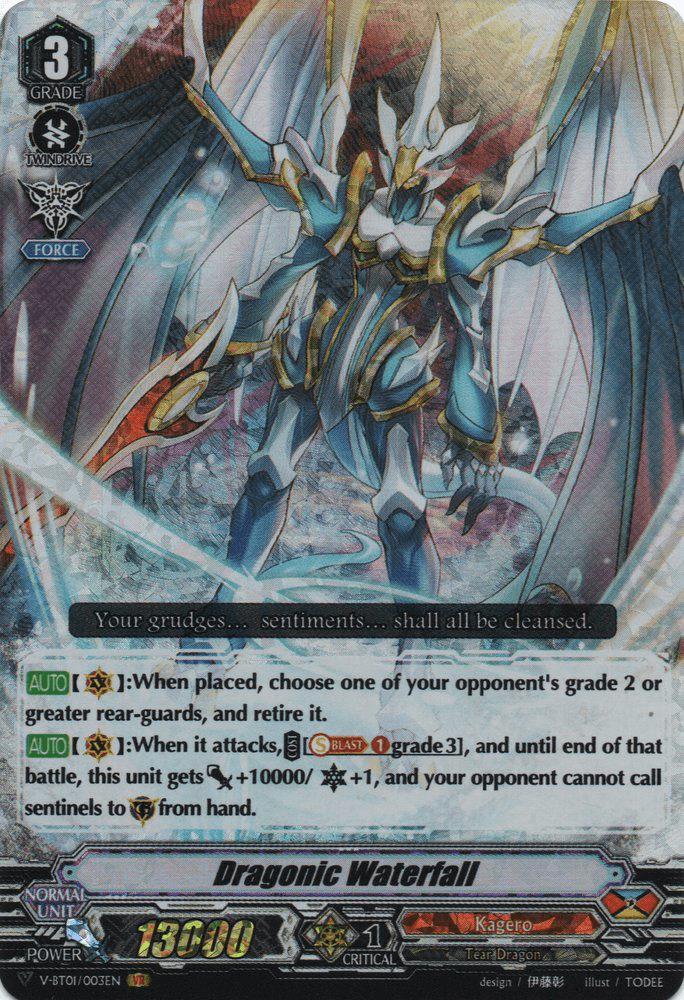 3
GRADE
TWINDRIVE
FORCE
Your grudges... sentiments... shall all be cleansed.
AUTO【 】:When placed, choose one of your opponent's grade 2 or
greater rear-guards, and retire it.
AUTO【 】:When it attacks, COST [S BLAST 1 grade3], and until end of that
battle, this unit gets +10000/ +1, and your opponent cannot call
sentinels to G from hand.
Dragonic Waterfall
NORMAL
UNIT
POWER 13000 1 CRITICAL
Kagero
Tear Dragon
V-BT01/003EN VR design / 伊藤彰 illust / TODEE